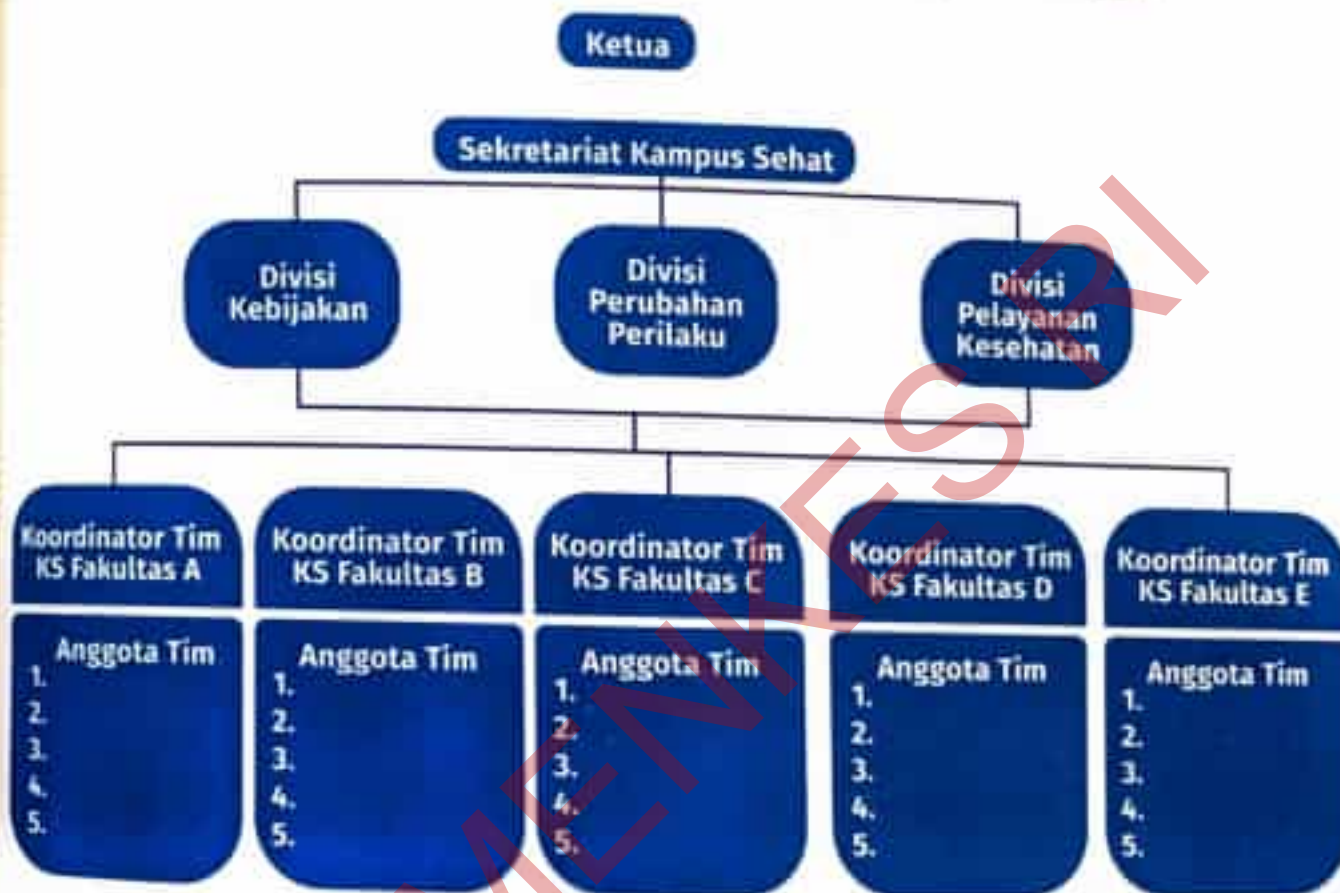 Ketua
Sekretariat Kampus Sehat
Divisi
Kebijakan
Divisi
Perubahan
Perilaku
Divisi
Pelayanan
Kesehatan
Koordinator Tim
KS Fakultas A
Anggota Tim
1.
2.
3.
4.
5.
Koordinator Tim
KS Fakultas B
Anggota Tim
1.
2.
3.
4.
5.
Koordinator Tim
KS Fakultas C
Anggota Tim
1.
2.
3.
4.
5.
Koordinator Tim
KS Fakultas D
Anggota Tim
1.
2.
3.
4.
5.
Koordinator Tim
KS Fakultas E
Anggota Tim
1.
2.
3.
4.
5.
MENKES RI